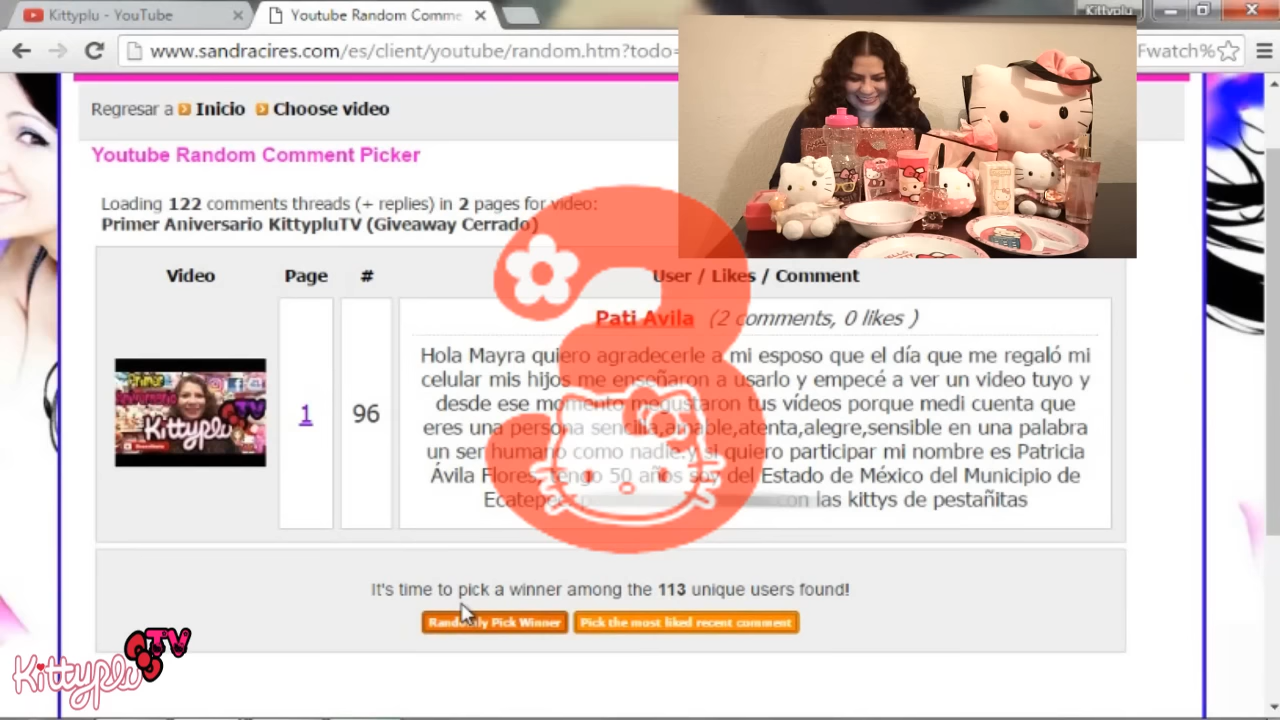 Kittyplu - YouTube
Youtube Random Comme
Kittyplu
www.sandracires.com/es/client/youtube/random.htm?todo=
Fwatch%
Regresar a Inicio Choose video
Youtube Random Comment Picker
Loading 122 comments threads (+ replies) in 2 pages for video:
Primer Aniversario KittypluTV (Giveaway Cerrado)
Video Page # User / Likes / Comment
Pati Avila (2 comments, 0 likes )
Hola Mayra quiero agradecerle a mi esposo que el día que me regaló mi
celular mis hijos me enseñaron a usarlo y empecé a ver un video tuyo y
desde ese momento megustaron tus vídeos porque medi cuenta que
eres una persona sencilla,amable,atenta,alegre,sensible en una palabra
un ser humano como nadie.y si quiero participar mi nombre es Patricia
Ávila Flores, tengo 50 años soy del Estado de México del Municipio de
con las kittys de pestañitas
1 96
Primer
Aniversario
Kittyplu
TV
3
It's time to pick a winner among the 113 unique users found!
Randomly Pick Winner Pick the most liked recent comment
Kittyplu TV